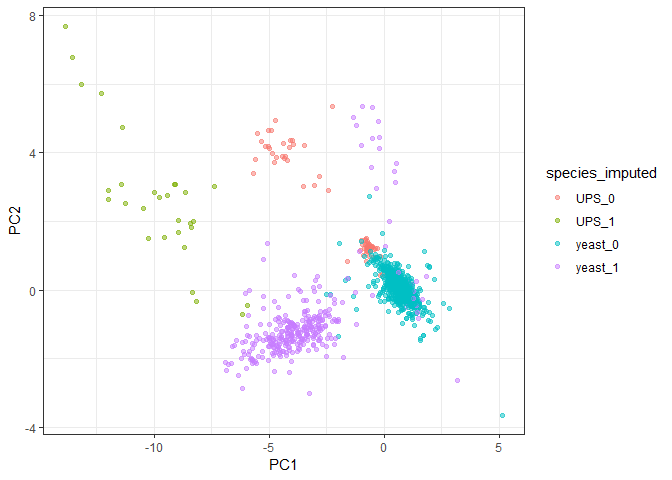 8
4
0
-4
PC2
-10
-5
0
5
PC1
species_imputed
UPS_0
UPS_1
yeast_0
yeast_1